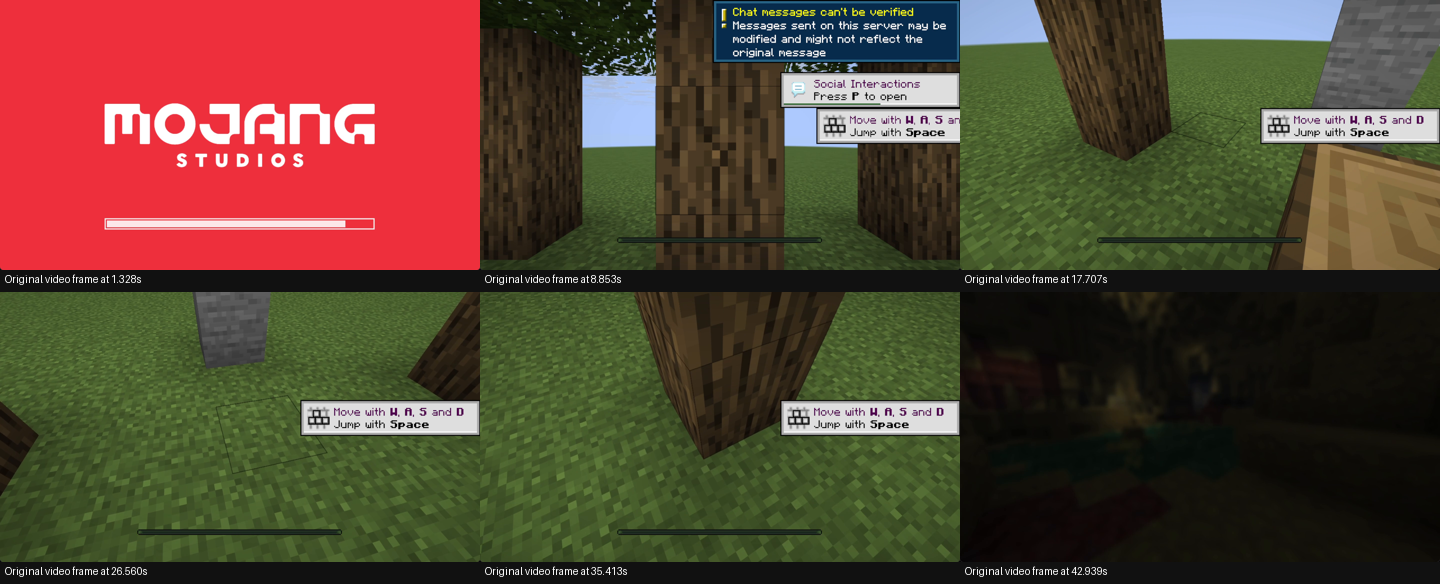 MOJANG
STUDIOS
Original video frame at 1.328s
Chat messages can't be verified
Messages sent on this server may be
modified and might not reflect the
original message
Social Interactions
Press P to open
Move with W, A, S an
Jump with Space
Original video frame at 8.853s
Move with W, A, S and D
Jump with Space
Original video frame at 17.707s
Move with W, A, S and D
Jump with Space
Original video frame at 26.560s
Move with W, A, S and D
Jump with Space
Original video frame at 35.413s
Original video frame at 42.939s